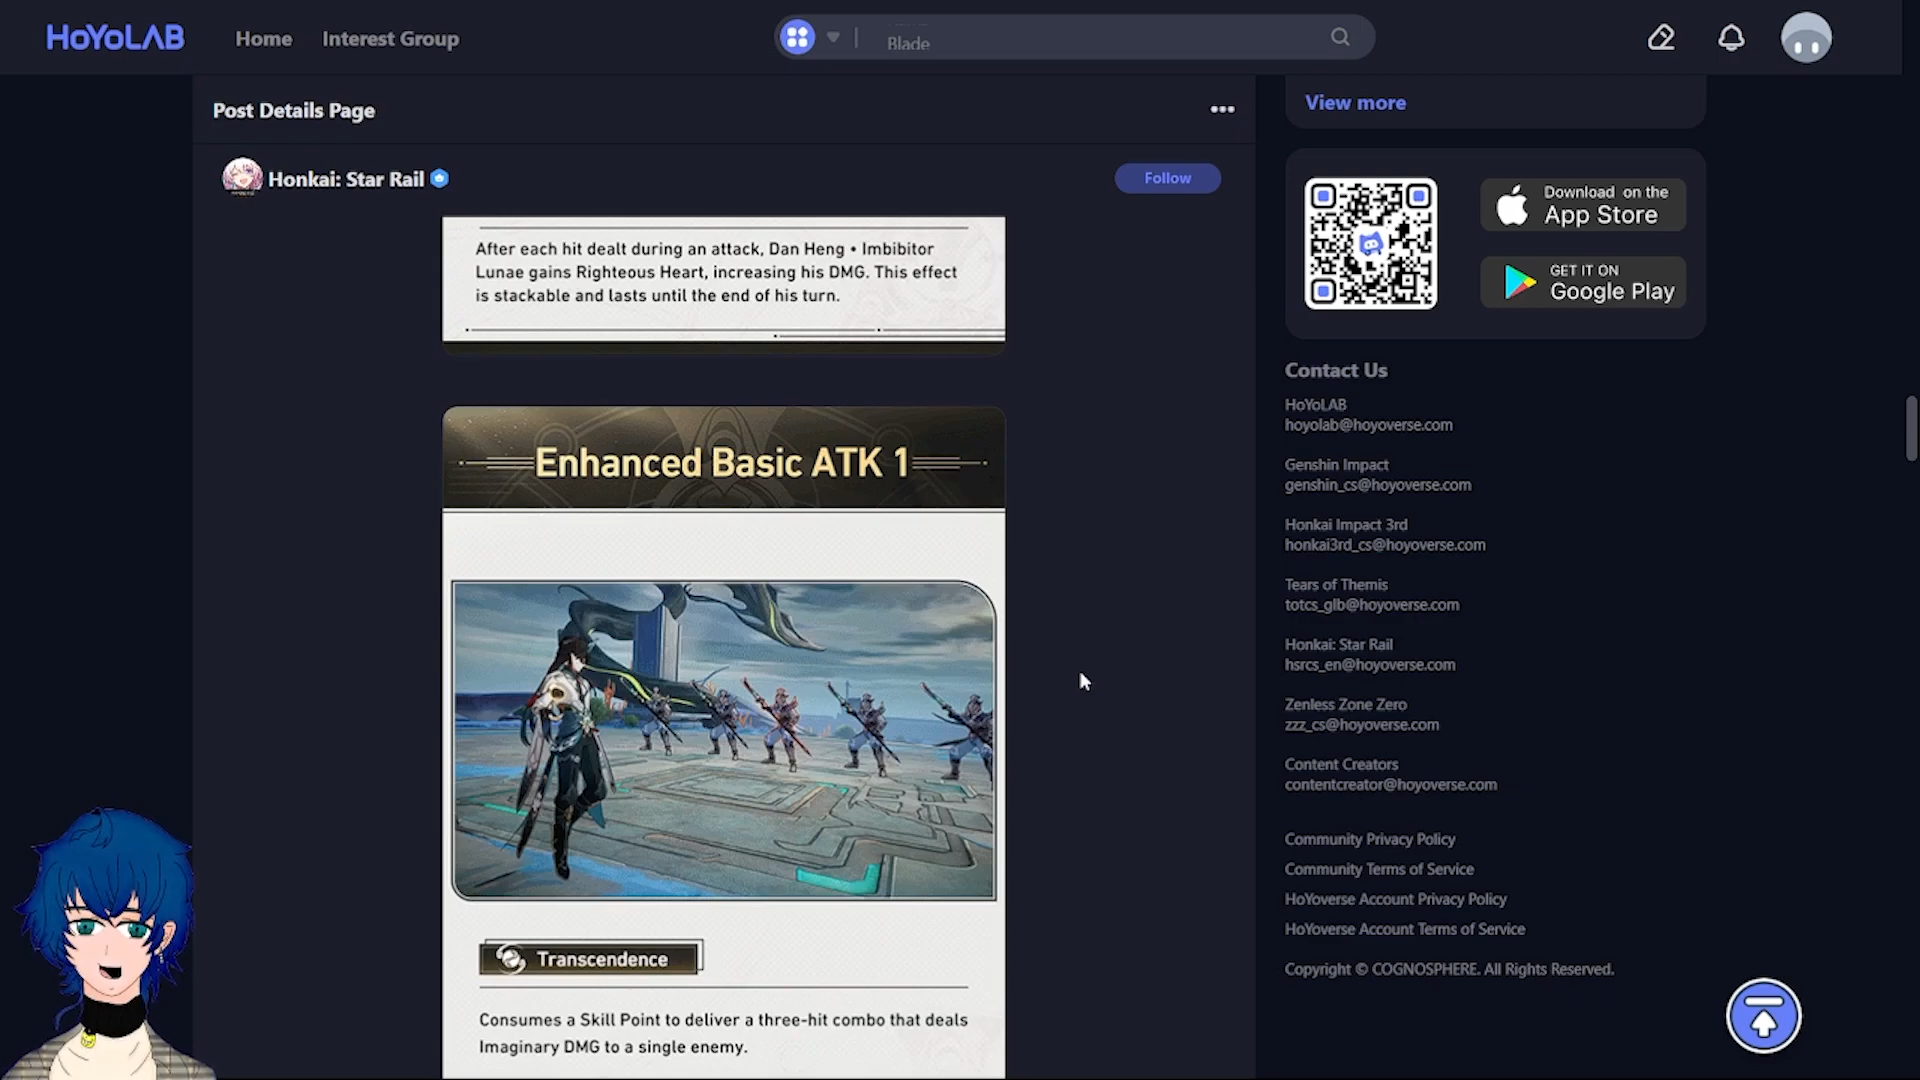 HoYoLAB
Home
Interest Group
Blade
Post Details Page
Honkai: Star Rail
Follow
After each hit dealt during an attack, Dan Heng • Imbibitor
Lunae gains Righteous Heart, increasing his DMG. This effect
is stackable and lasts until the end of his turn.
Enhanced Basic ATK 1
Transcendence
Consumes a Skill Point to deliver a three-hit combo that deals
Imaginary DMG to a single enemy.
View more
Download on the
App Store
GET IT ON
Google Play
Contact Us
HoYoLAB
hoyolab@hoyoverse.com
Genshin Impact
genshin_cs@hoyoverse.com
Honkai Impact 3rd
honkai3rd_cs@hoyoverse.com
Tears of Themis
totcs_glb@hoyoverse.com
Honkai: Star Rail
hsrcs_en@hoyoverse.com
Zenless Zone Zero
zzz_cs@hoyoverse.com
Content Creators
contentcreator@hoyoverse.com
Community Privacy Policy
Community Terms of Service
HoYoverse Account Privacy Policy
HoYoverse Account Terms of Service
Copyright © COGNOSPHERE. All Rights Reserved.